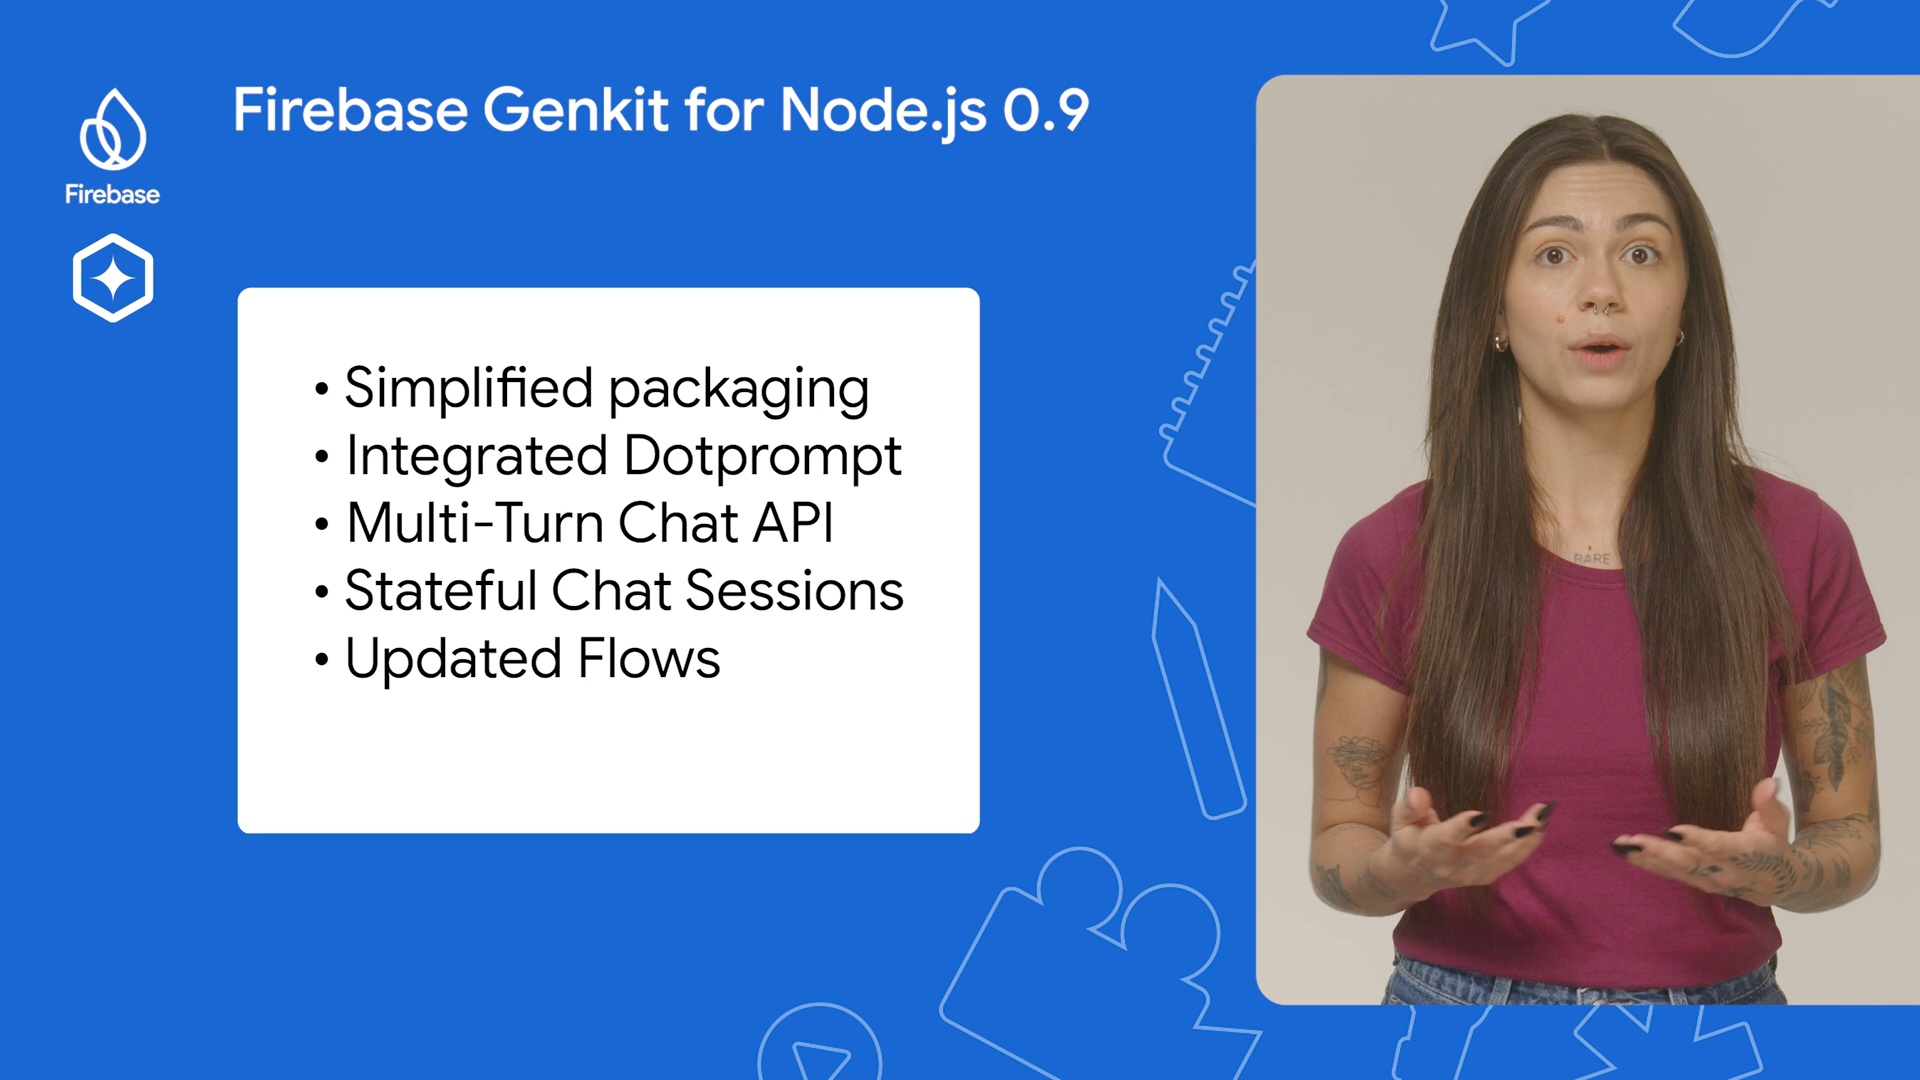 Firebase Genkit for Node.js 0.9
Firebase
• Simplified packaging
• Integrated Dotprompt
• Multi-Turn Chat API
• Stateful Chat Sessions
• Updated Flows
RARE